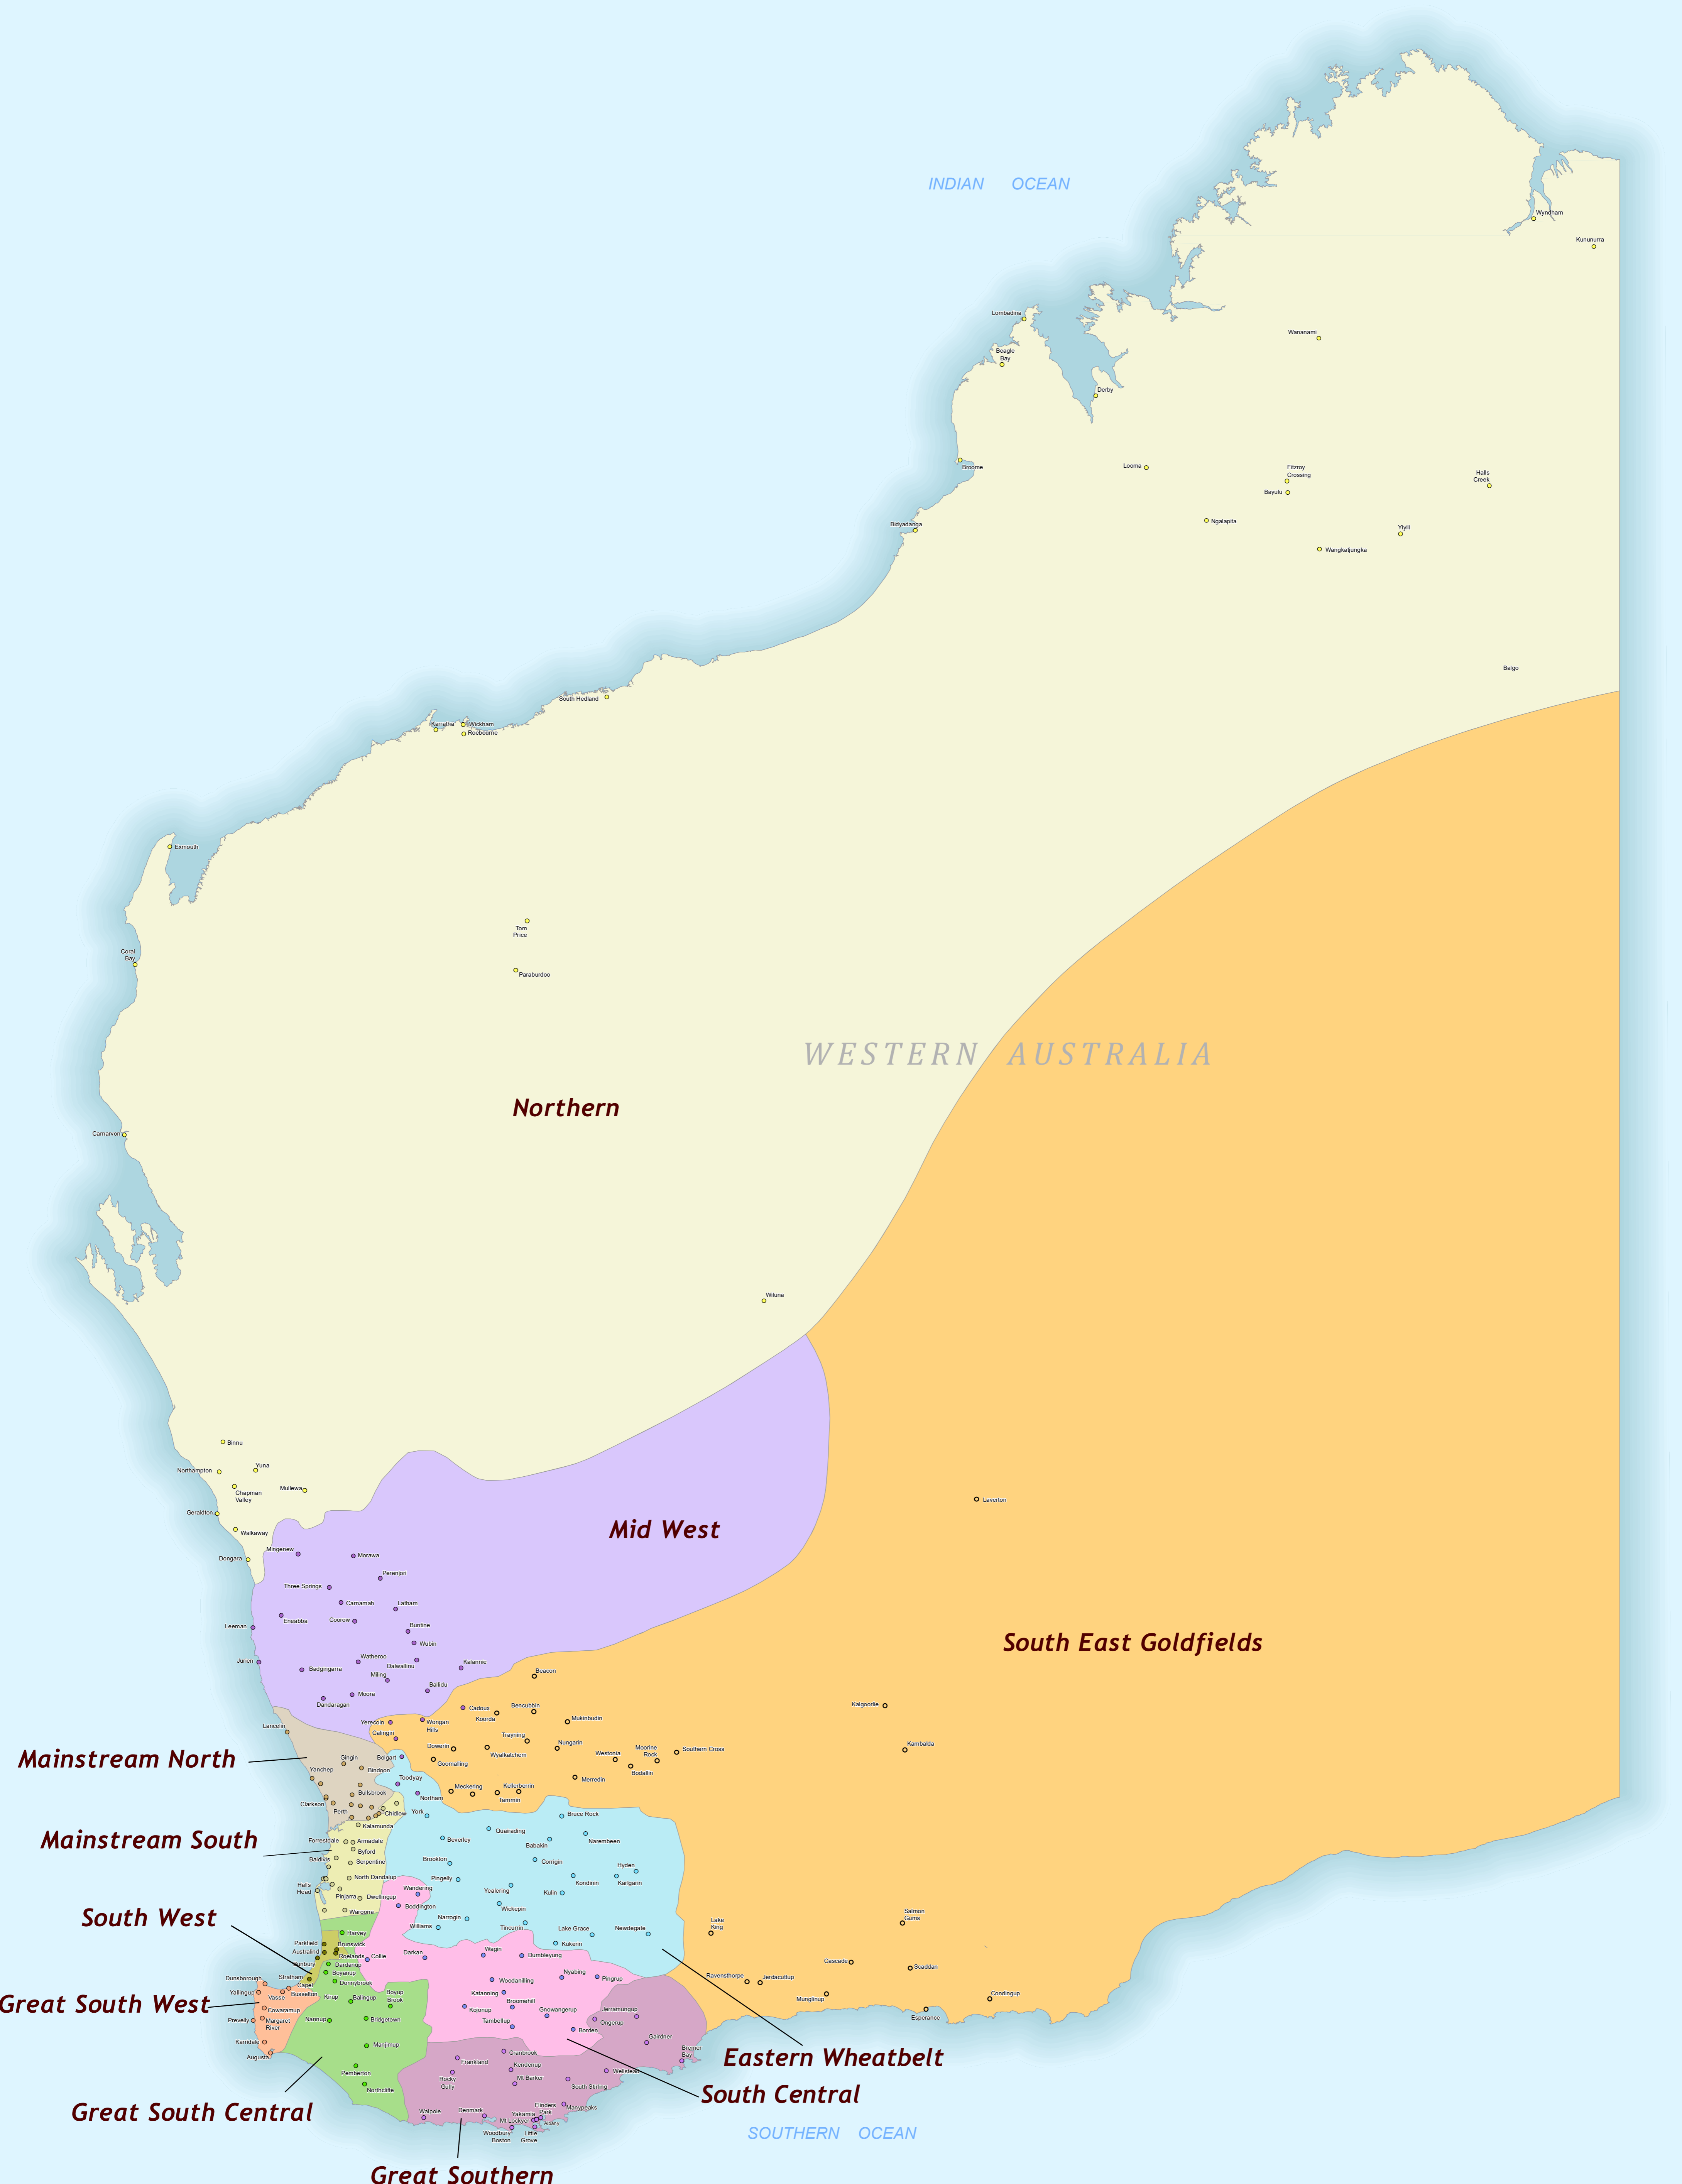 INDIAN OCEAN
Wyndham
Kununurra
Lombadina
Wananami
Beagle
Bay
Derby
Broome
Looma
Fitzroy
Crossing
Bayulu
Halls
Creek
Bidyadanga
Ngalapita
Yiyili
Wangkatjungka
Balgo
South Hedland
Karratha
Wickham
Roebourne
Exmouth
Tom
Price
Coral
Bay
Paraburdoo
WESTERN AUSTRALIA
Northern
Carnarvon
Wiluna
Binnu
Yuna
Northampton
Chapman
Valley
Mullewa
Laverton
Geraldton
Walkaway
Mid West
Mingenew
Dongara
Morawa
Perenjori
Three Springs
Carnamah
Latham
Eneabba
Coorow
Leeman
Buntine
Wubin
South East Goldfields
Jurien
Badgingarra
Watheroo
Dalwallinu
Miling
Kalannie
Beacon
Dandaragan
Moora
Ballidu
Kalgoorlie
Cadoux
Bencubbin
Koorda
Mukinbudin
Lancelin
Yerecoin
Wongan
Hills
Calingiri
Trayning
Nungarin
Kambalda
Mainstream North
Gingin
Bolgart
Dowerin
Goomalling
Wyalkatchem
Westonia
Moorine
Rock
Southern Cross
Bodallin
Yanchep
Bindoon
Toodyay
Merredin
Clarkson
Bullsbrook
Northam
Meckering
Kellerberrin
Tammin
Perth
Chidlow
York
Bruce Rock
Kalamunda
Mainstream South
Forrestdale
Armadale
Byford
Beverley
Quairading
Babakin
Narembeen
Baldivis
Serpentine
Brookton
Corrigin
Hyden
North Dandalup
Pingelly
Kondinin
Karlgarin
Halls
Head
Pinjarra
Dwellingup
Wandering
Yealering
Kulin
Boddington
Wickepin
Waroona
South West
Narrogin
Williams
Tincurrin
Lake Grace
Newdegate
Lake
King
Salmon
Gums
Harvey
Parkfield
Brunswick
Australind
Roelands
Collie
Darkan
Wagin
Kukerin
Dumbleyung
Bunbury
Dardanup
Boyanup
Cascade
Scaddan
Dunsborough
Stratham
Capel
Donnybrook
Woodanilling
Nyabing
Pingrup
Ravensthorpe
Jerdacuttup
Yallingup
Vasse
Busselton
Kirup
Balingup
Boyup
Brook
Katanning
Munglinup
Condingup
Great South West
Cowaramup
Kojonup
Broomehill
Gnowangerup
Jerramungup
Ongerup
Esperance
Prevelly
Margaret
River
Nannup
Bridgetown
Tambellup
Borden
Karridale
Manjimup
Gairdner
Augusta
Cranbrook
Bremer
Bay
Eastern Wheatbelt
Frankland
Kendenup
Pemberton
Rocky
Gully
Mt Barker
Wellstead
Northcliffe
South Stirling
South Central
Great South Central
Walpole
Denmark
Yakamia
Flinders
Park
Manypeaks
Mt Lockyer
Albany
Woodbury
Boston
Little
Grove
SOUTHERN OCEAN
Great Southern